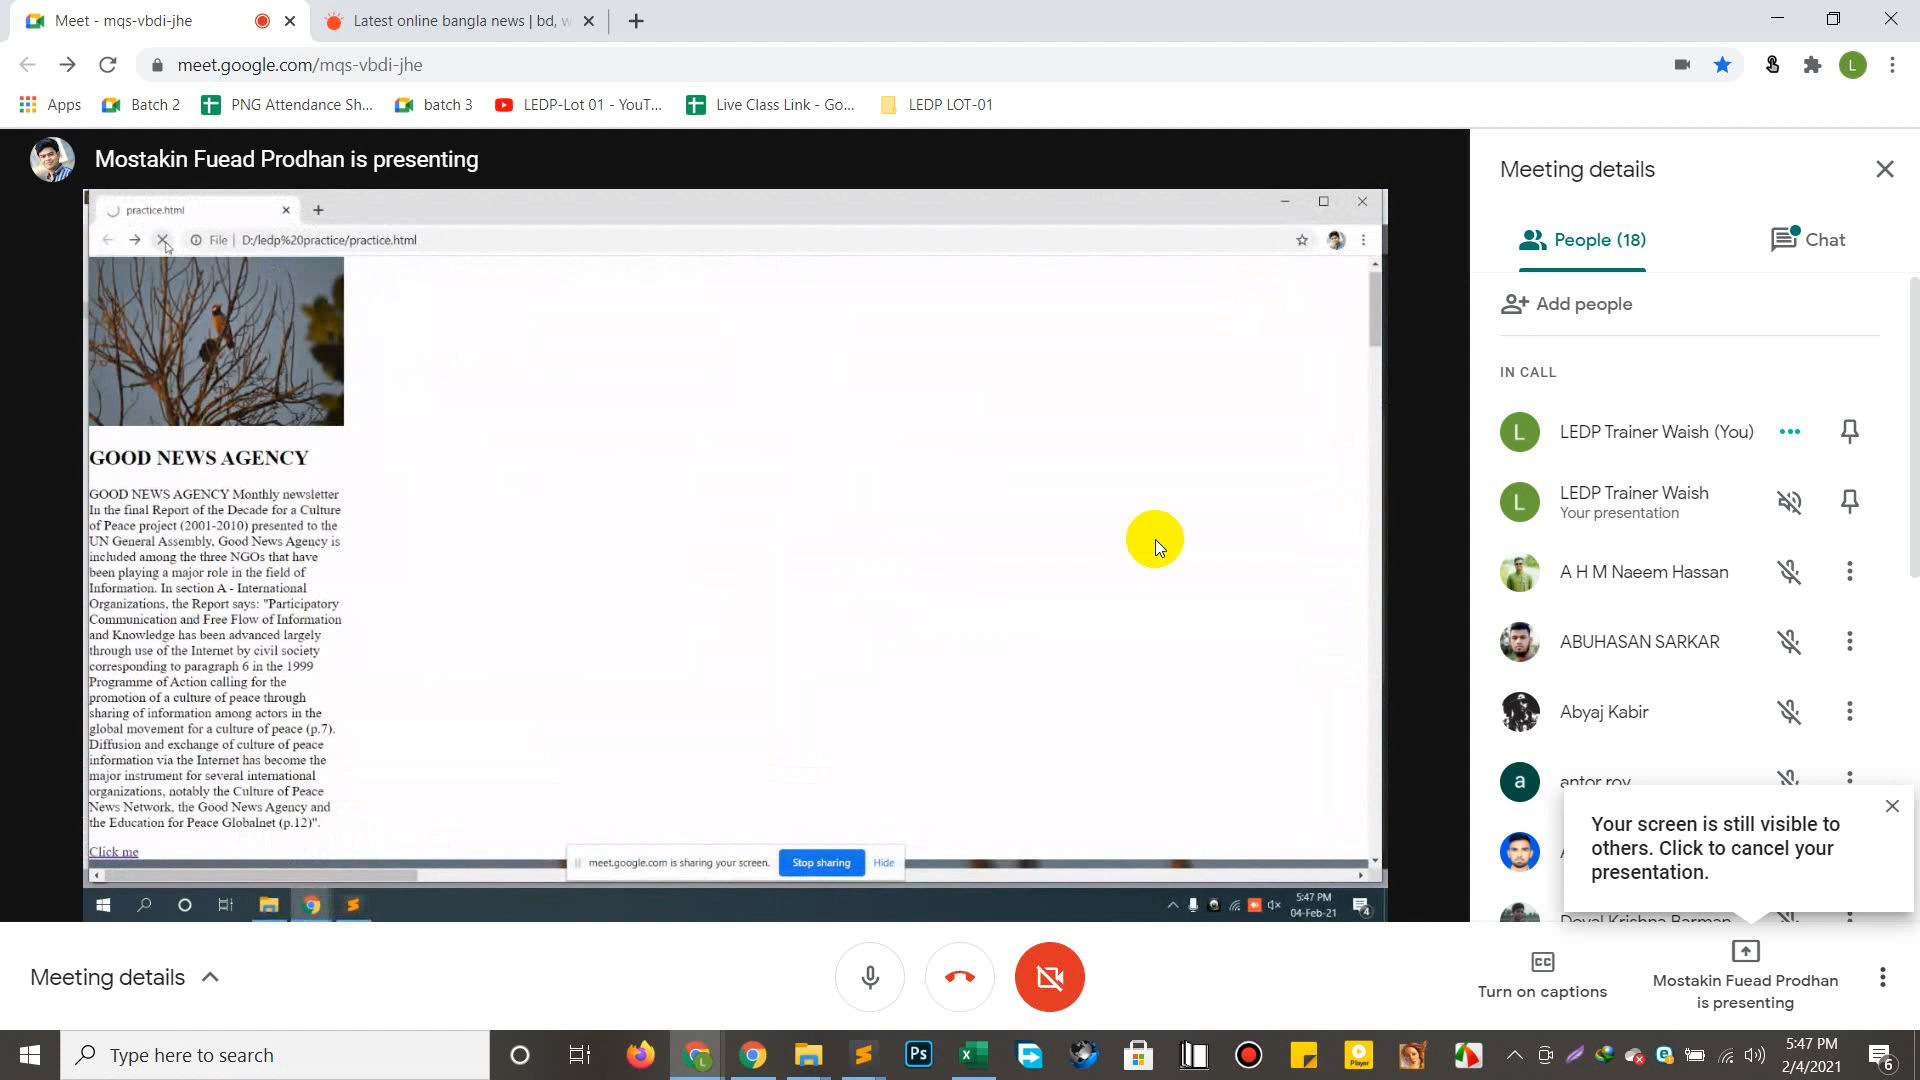 Meet - mqs-vbdi-jhe
Latest online bangla news | bd, w
meet.google.com/mqs-vbdi-jhe
Apps
Batch 2
PNG Attendance Sh...
batch 3
LEDP-Lot 01 - YouT...
Live Class Link - Go...
LEDP LOT-01
L
Mostakin Fuead Prodhan is presenting
practice.html
File | D:/ledp%20practice/practice.html
GOOD NEWS AGENCY
GOOD NEWS AGENCY Monthly newsletter
In the final Report of the Decade for a Culture
of Peace project (2001-2010) presented to the
UN General Assembly, Good News Agency is
included among the three NGOs that have
been playing a major role in the field of
Information. In section A - International
Organizations, the Report says: "Participatory
Communication and Free Flow of Information
and Knowledge has been advanced largely
through use of the Internet by civil society
corresponding to paragraph 6 in the 1999
Programme of Action calling for the
promotion of a culture of peace through
sharing of information among actors in the
global movement for a culture of peace (p.7).
Diffusion and exchange of culture of peace
information via the Internet has become the
major instrument for several international
organizations, notably the Culture of Peace
News Network, the Good News Agency and
the Education for Peace Globalnet (p.12)".
Click me
meet.google.com is sharing your screen.
Stop sharing
Hide
5:47 PM
04-Feb-21
4
Meeting details
People (18)
Chat
Add people
IN CALL
L
LEDP Trainer Waish (You)
L
LEDP Trainer Waish
Your presentation
A H M Naeem Hassan
ABUHASAN SARKAR
Abyaj Kabir
a
antor roy
Doyal Krishna Barman
Your screen is still visible to
others. Click to cancel your
presentation.
Meeting details
CC
Turn on captions
Mostakin Fuead Prodhan
is presenting
Type here to search
L
Ps
Player
5:47 PM
2/4/2021
6